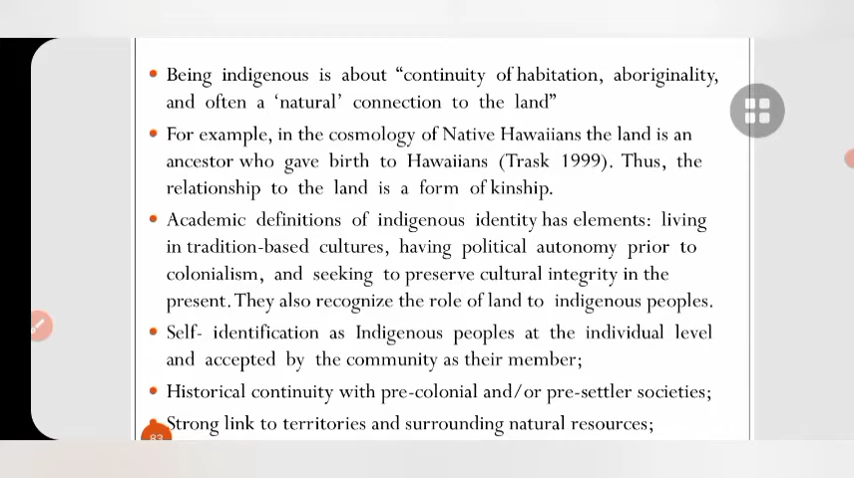 • Being indigenous is about “continuity of habitation, aboriginality,
and often a ‘natural’ connection to the land”
• For example, in the cosmology of Native Hawaiians the land is an
ancestor who gave birth to Hawaiians (Trask 1999). Thus, the
relationship to the land is a form of kinship.
• Academic definitions of indigenous identity has elements: living
in tradition-based cultures, having political autonomy prior to
colonialism, and seeking to preserve cultural integrity in the
present. They also recognize the role of land to indigenous peoples.
• Self- identification as Indigenous peoples at the individual level
and accepted by the community as their member;
• Historical continuity with pre-colonial and/or pre-settler societies;
• Strong link to territories and surrounding natural resources;
83